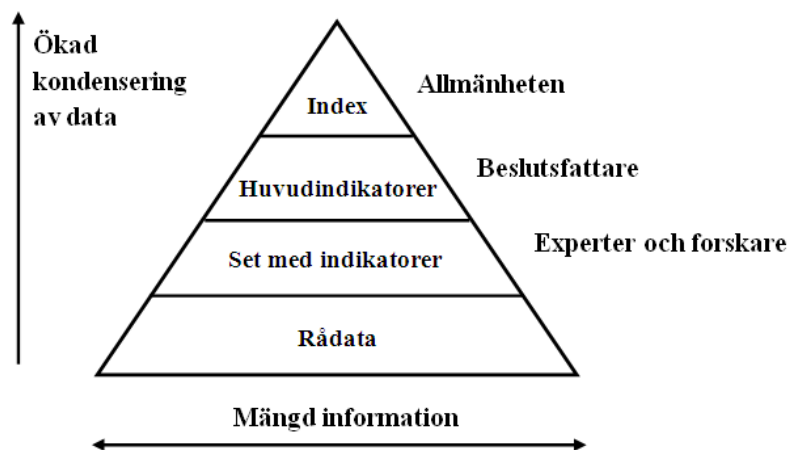 Ökad
kondensering
av data
Allmänheten
Index
Beslutsfattare
Huvudindikatorer
Experter och forskare
Set med indikatorer
Rådata
Mängd information